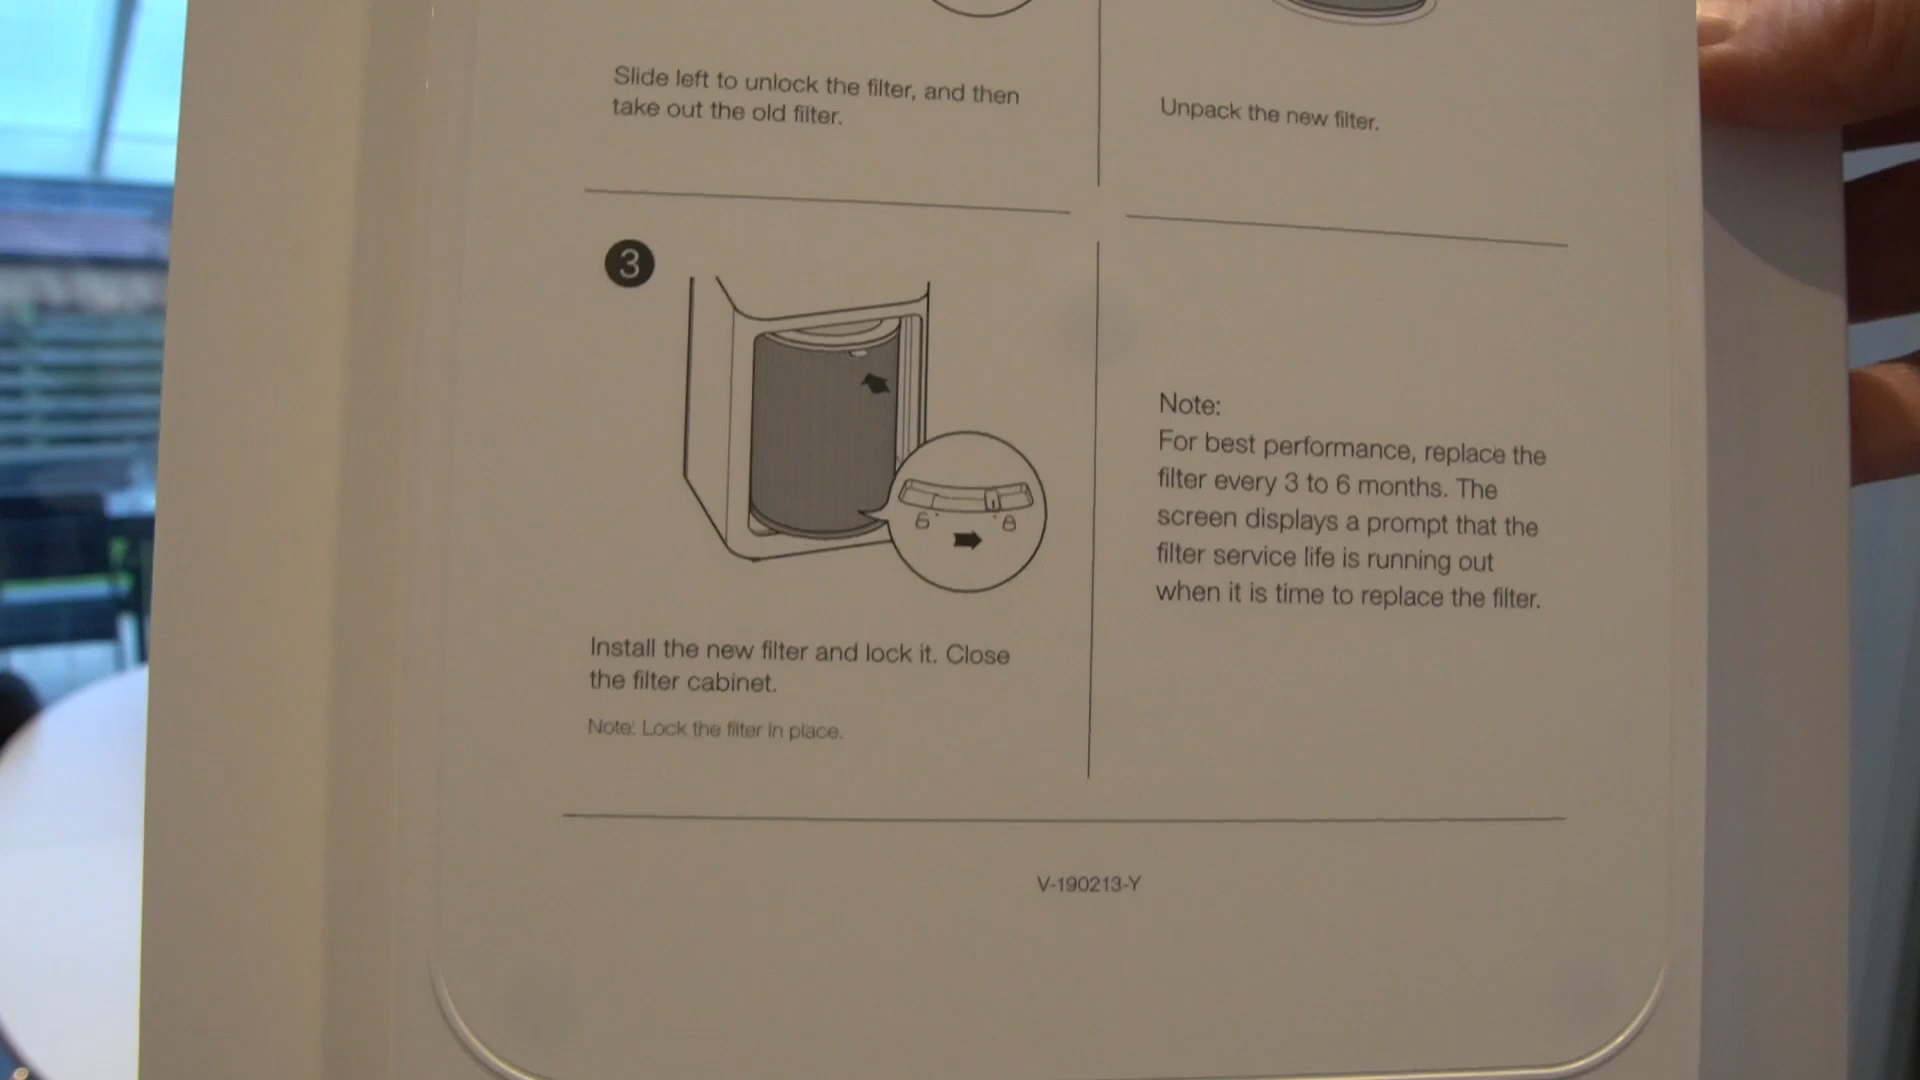 Slide left to unlock the filter, and then
take out the old filter.
Unpack the new filter.
3
Install the new filter and lock it. Close
the filter cabinet.
Note: Lock the filter in place.
Note:
For best performance, replace the
filter every 3 to 6 months. The
screen displays a prompt that the
filter service life is running out
when it is time to replace the filter.
V-190213-Y